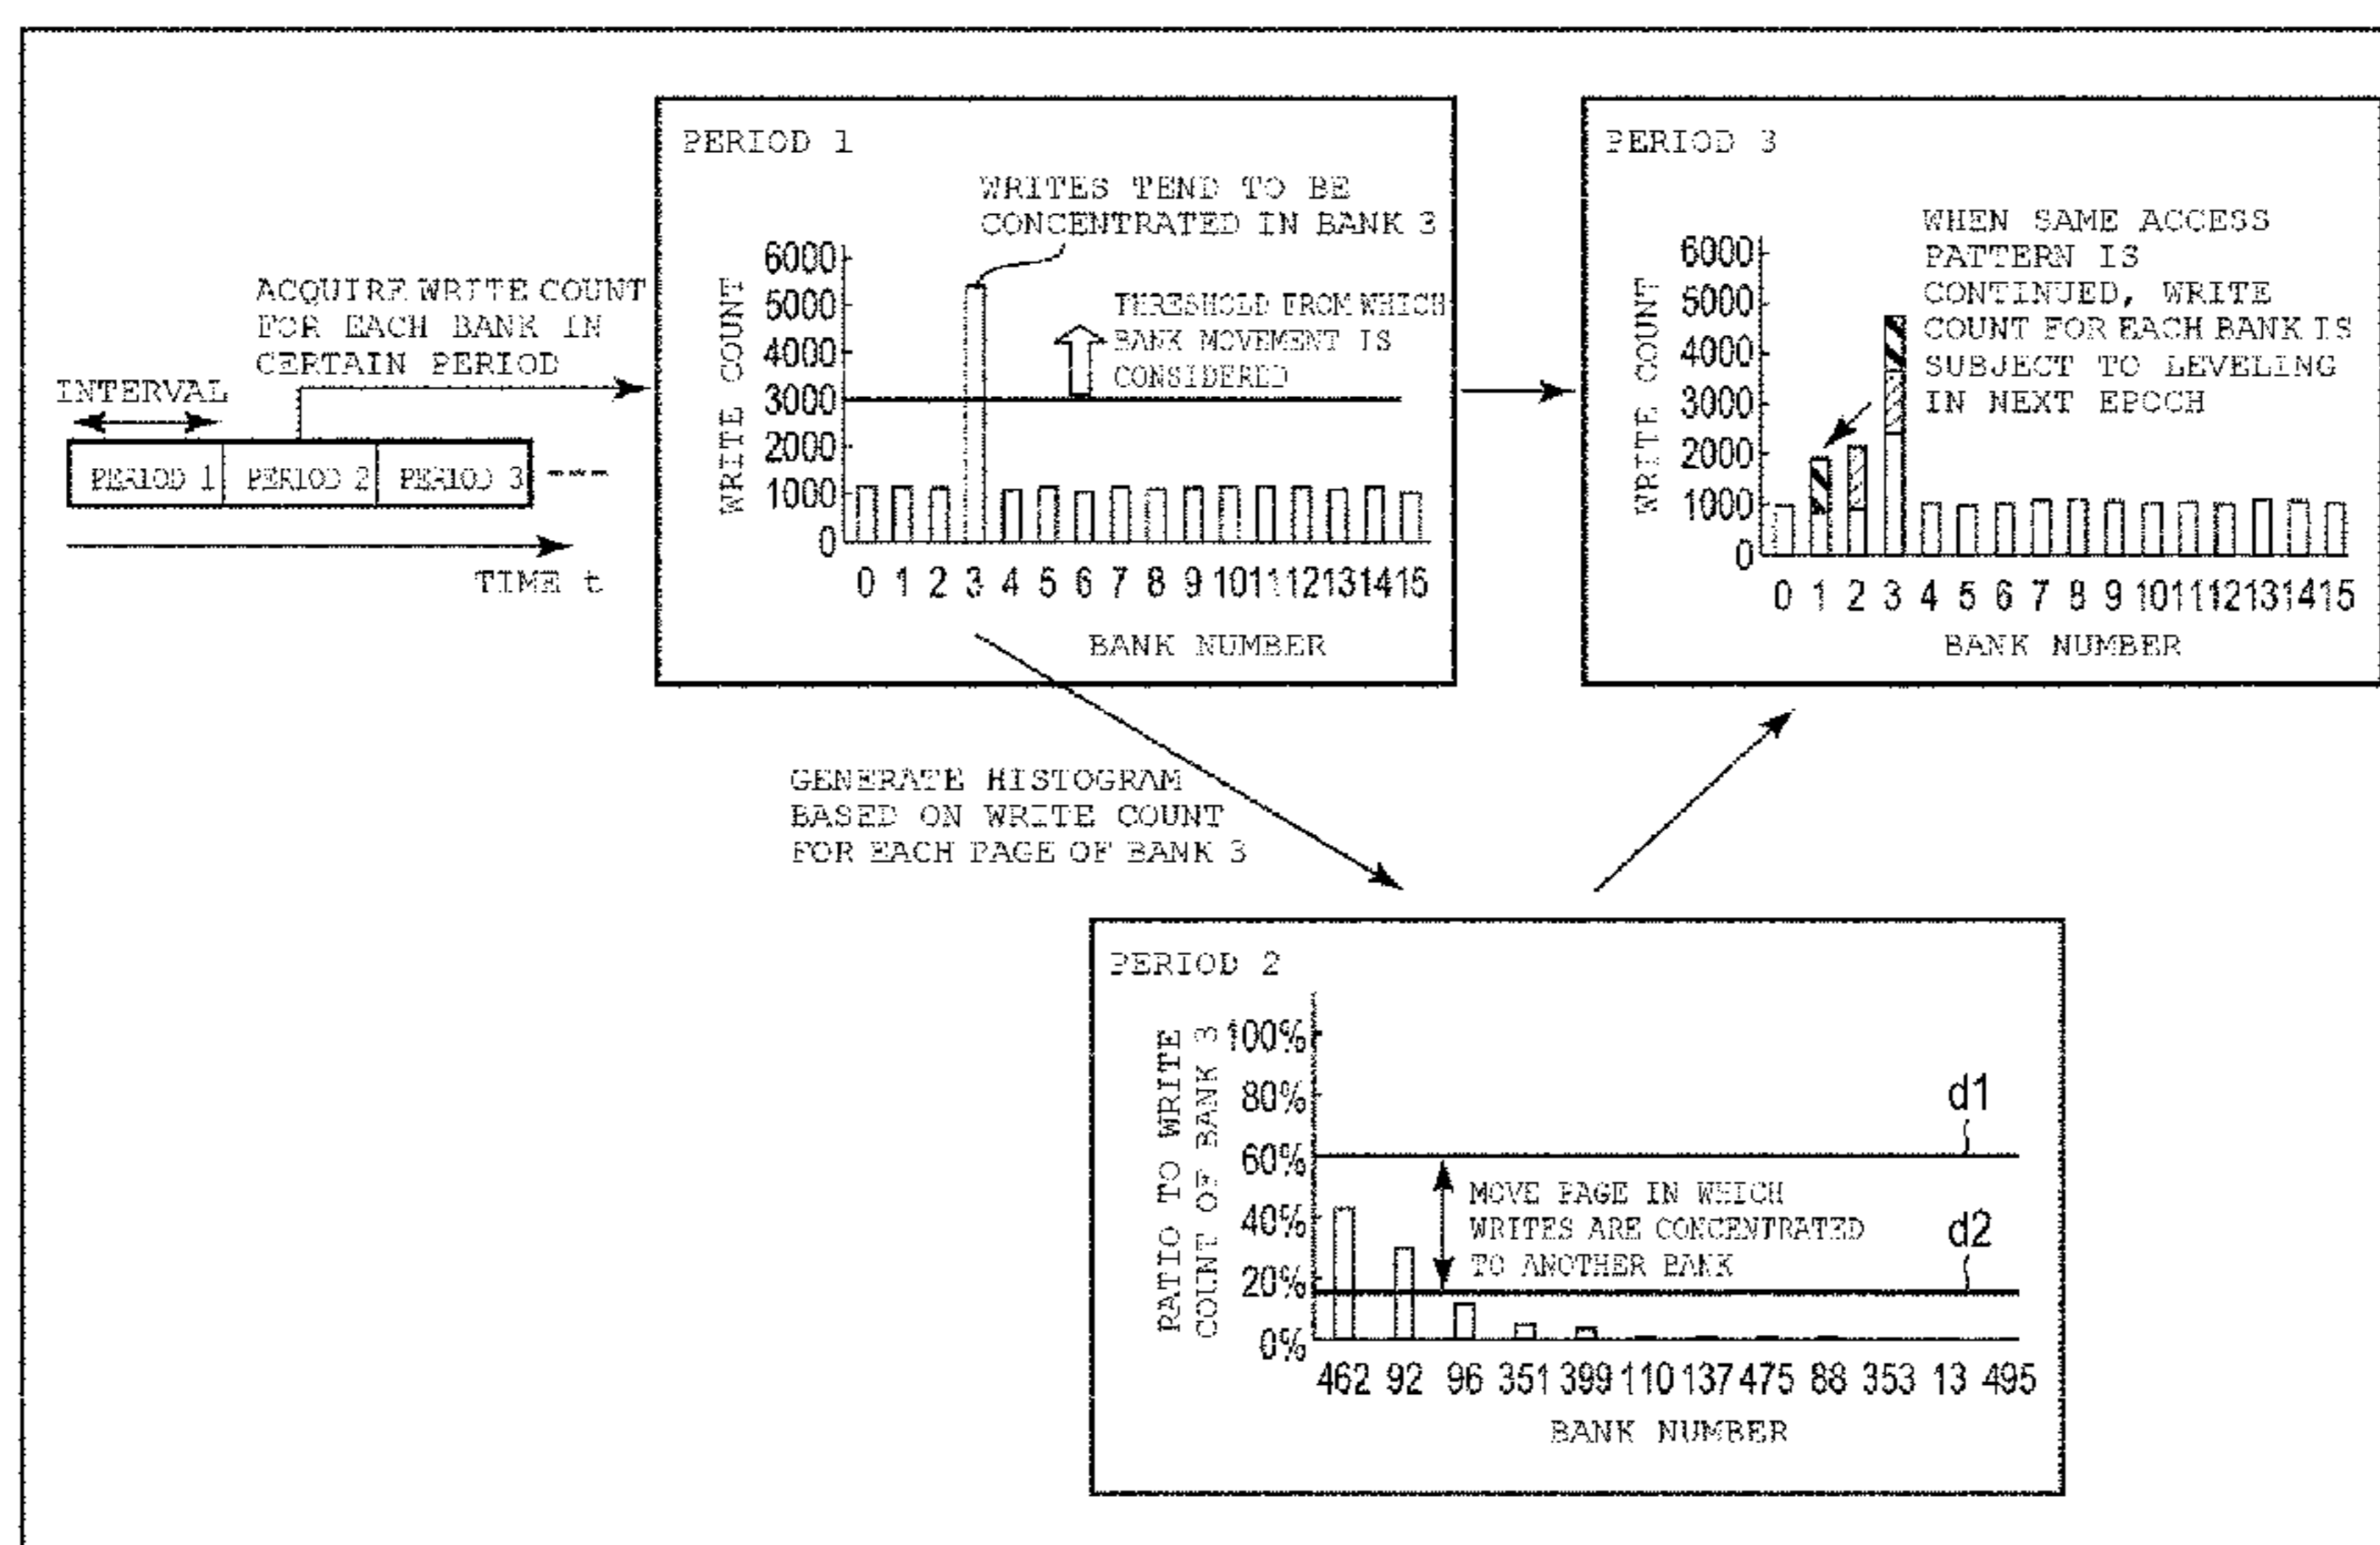 ACQUIRE WRITE COUNT
FOR EACH BANK IN
CERTAIN PERIOD
INTERVAL
PERIOD 1 PERIOD 2 PERIOD 3
TIME t
PERIOD 1
WRITES TEND TO BE
CONCENTRATED IN BANK 3
THRESHOLD FROM WHICH
BANK MOVEMENT IS
CONSIDERED
WRITE COUNT
6000
5000
4000
3000
2000
1000
0
0 1 2 3 4 5 6 7 8 9 10 11 12 13 14 15
BANK NUMBER
PERIOD 3
WHEN SAME ACCESS
PATTERN IS
CONTINUED, WRITE
COUNT FOR EACH BANK IS
SUBJECT TO LEVELING
IN NEXT EPOCH
WRITE COUNT
6000
5000
4000
3000
2000
1000
0
0 1 2 3 4 5 6 7 8 9 10 11 12 13 14 15
BANK NUMBER
GENERATE HISTOGRAM
BASED ON WRITE COUNT
FOR EACH PAGE OF BANK 3
PERIOD 2
RATIO TO WRITE
COUNT OF BANK 3
100%
80%
60%
40%
20%
0%
d1
MOVE PAGE IN WHICH
WRITES ARE CONCENTRATED
TO ANOTHER BANK
d2
462 92 96 351 399 110 137 475 88 353 13 495
BANK NUMBER